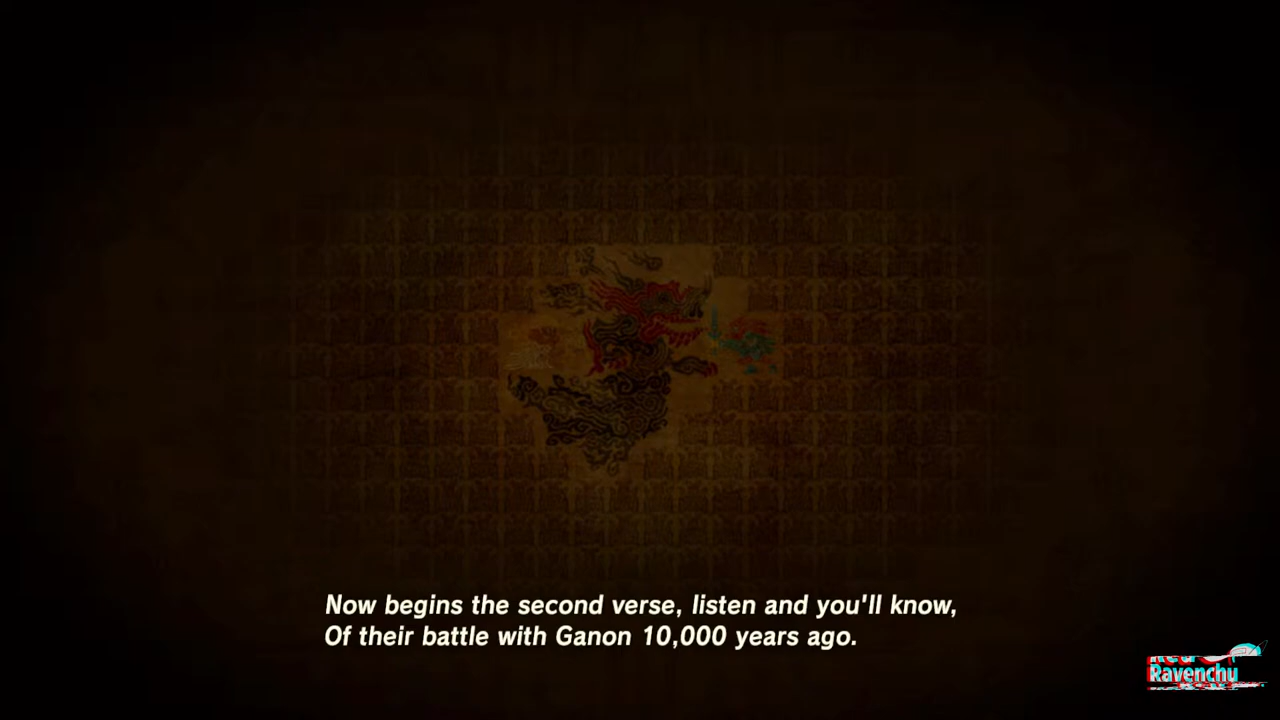 Now begins the second verse, listen and you'll know,
Of their battle with Ganon 10,000 years ago.
Ravenchu